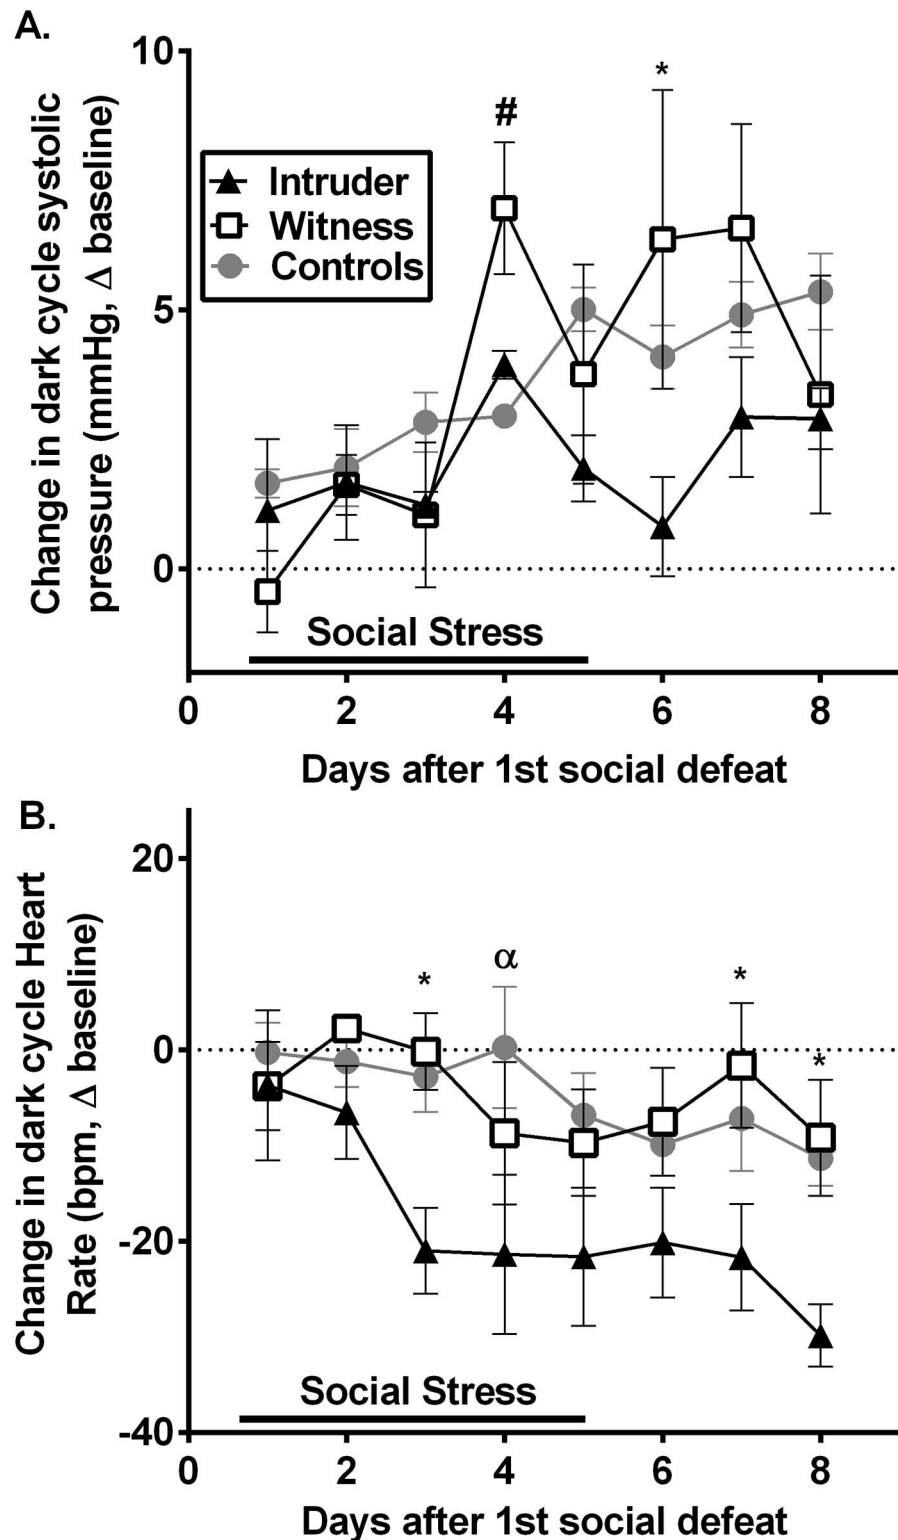 A.
Change in dark cycle systolic
pressure (mmHg, Δ baseline)
10
5
0
#
*
Intruder
Witness
Controls
Social Stress
0 2 4 6 8
Days after 1st social defeat
B.
Change in dark cycle Heart
Rate (bpm, Δ baseline)
20
0
-20
-40
*
α
*
*
Social Stress
0 2 4 6 8
Days after 1st social defeat